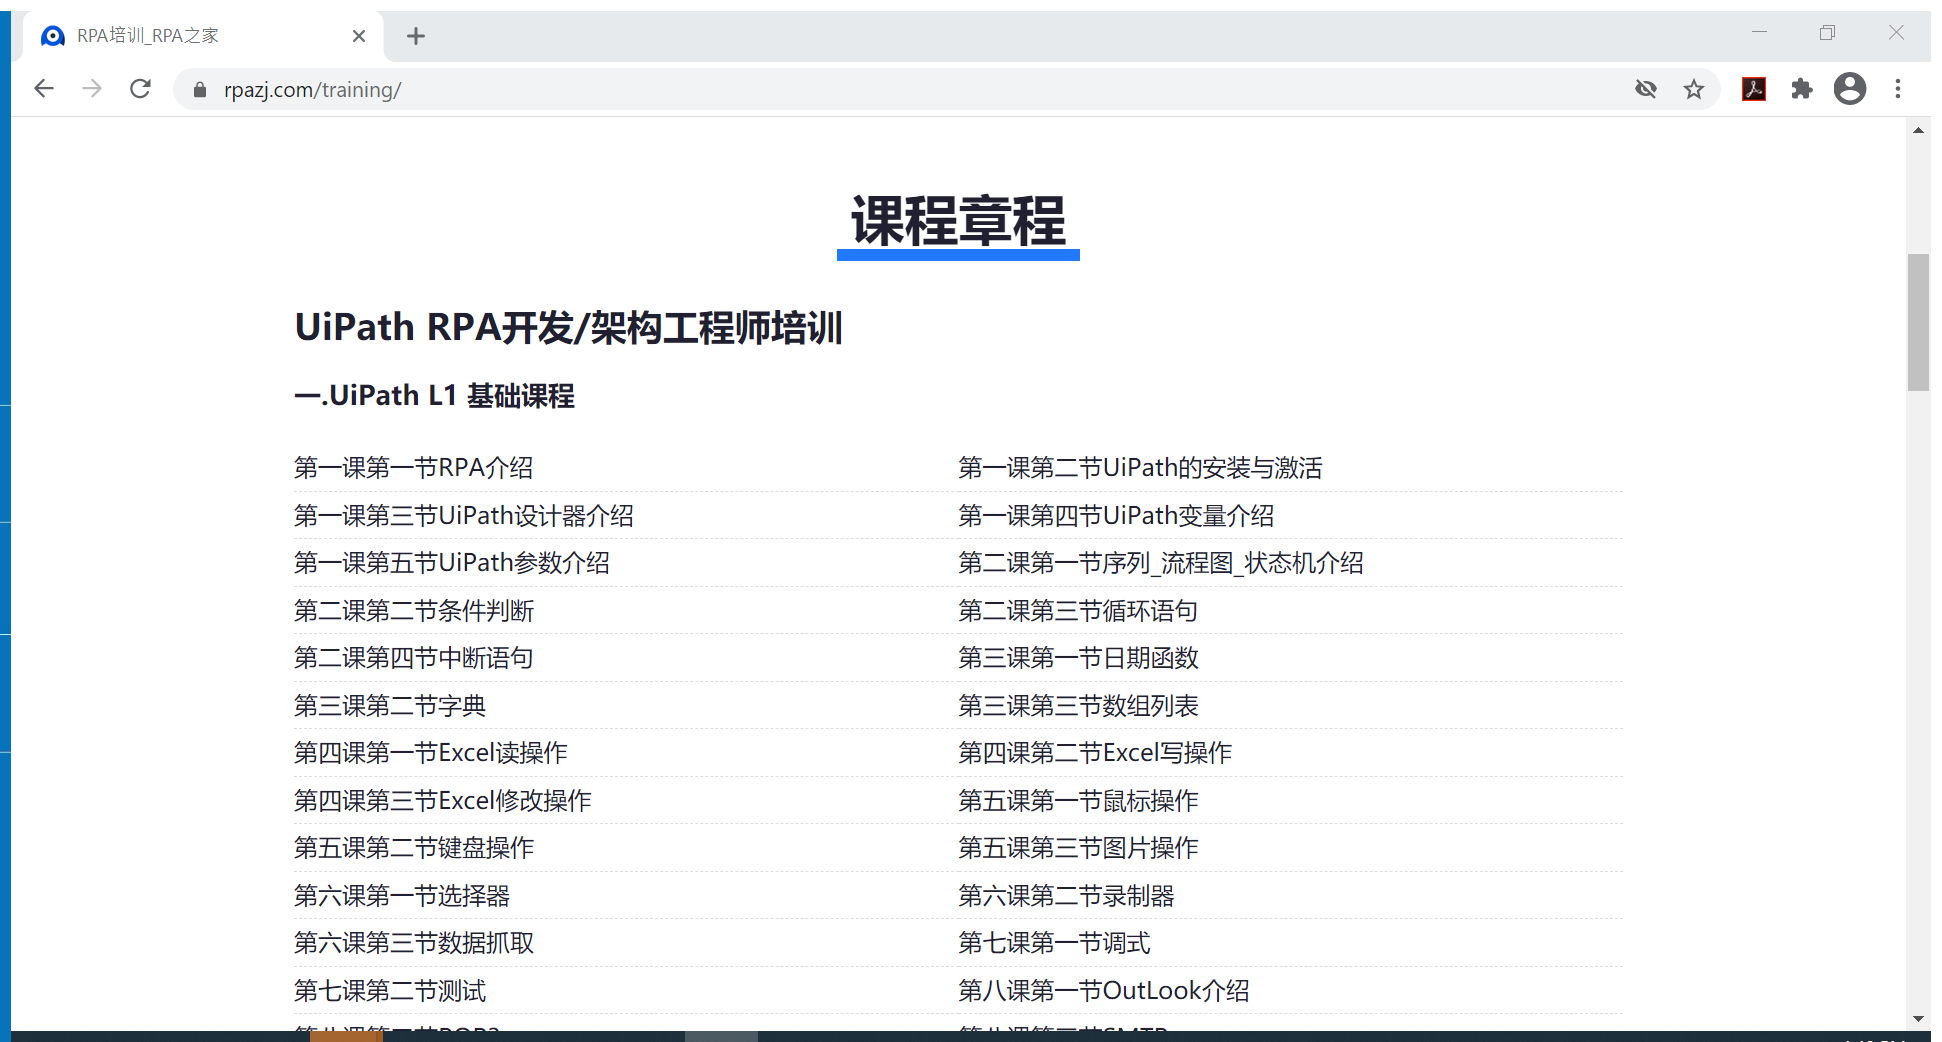 RPA培训_RPA之家
rpazj.com/training/
课程章程
UiPath RPA开发/架构工程师培训
一.UiPath L1 基础课程
第一课第一节RPA介绍
第一课第二节UiPath的安装与激活
第一课第三节UiPath设计器介绍
第一课第四节UiPath变量介绍
第一课第五节UiPath参数介绍
第二课第一节序列_流程图_状态机介绍
第二课第二节条件判断
第二课第三节循环语句
第二课第四节中断语句
第三课第一节日期函数
第三课第二节字典
第三课第三节数组列表
第四课第一节Excel读操作
第四课第二节Excel写操作
第四课第三节Excel修改操作
第五课第一节鼠标操作
第五课第二节键盘操作
第五课第三节图片操作
第六课第一节选择器
第六课第二节录制器
第六课第三节数据抓取
第七课第一节调式
第七课第二节测试
第八课第一节OutLook介绍